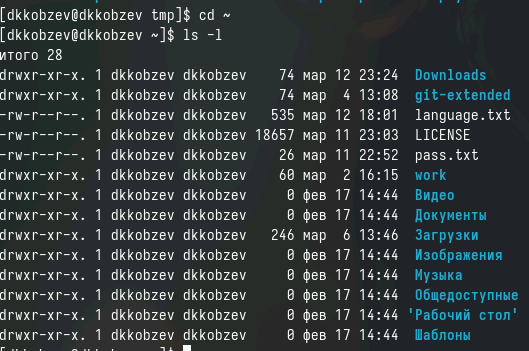 [dkkobzev@dkkobzev tmp]$ cd ~
[dkkobzev@dkkobzev ~]$ ls -l
итого 28
drwxr-xr-x. 1 dkkobzev dkkobzev    74 мар 12 23:24  Downloads
drwxr-xr-x. 1 dkkobzev dkkobzev    74 мар  4 13:08  git-extended
-rw-r--r--. 1 dkkobzev dkkobzev   535 мар 12 18:01  language.txt
-rw-r--r--. 1 dkkobzev dkkobzev 18657 мар 11 23:03  LICENSE
-rw-r--r--. 1 dkkobzev dkkobzev    26 мар 11 22:52  pass.txt
drwxr-xr-x. 1 dkkobzev dkkobzev    60 мар  2 16:15  work
drwxr-xr-x. 1 dkkobzev dkkobzev     0 фев 17 14:44  Видео
drwxr-xr-x. 1 dkkobzev dkkobzev     0 фев 17 14:44  Документы
drwxr-xr-x. 1 dkkobzev dkkobzev   246 мар  6 13:46  Загрузки
drwxr-xr-x. 1 dkkobzev dkkobzev     0 фев 17 14:44  Изображения
drwxr-xr-x. 1 dkkobzev dkkobzev     0 фев 17 14:44  Музыка
drwxr-xr-x. 1 dkkobzev dkkobzev     0 фев 17 14:44  Общедоступные
drwxr-xr-x. 1 dkkobzev dkkobzev     0 фев 17 14:44 'Рабочий стол'
drwxr-xr-x. 1 dkkobzev dkkobzev     0 фев 17 14:44  Шаблоны